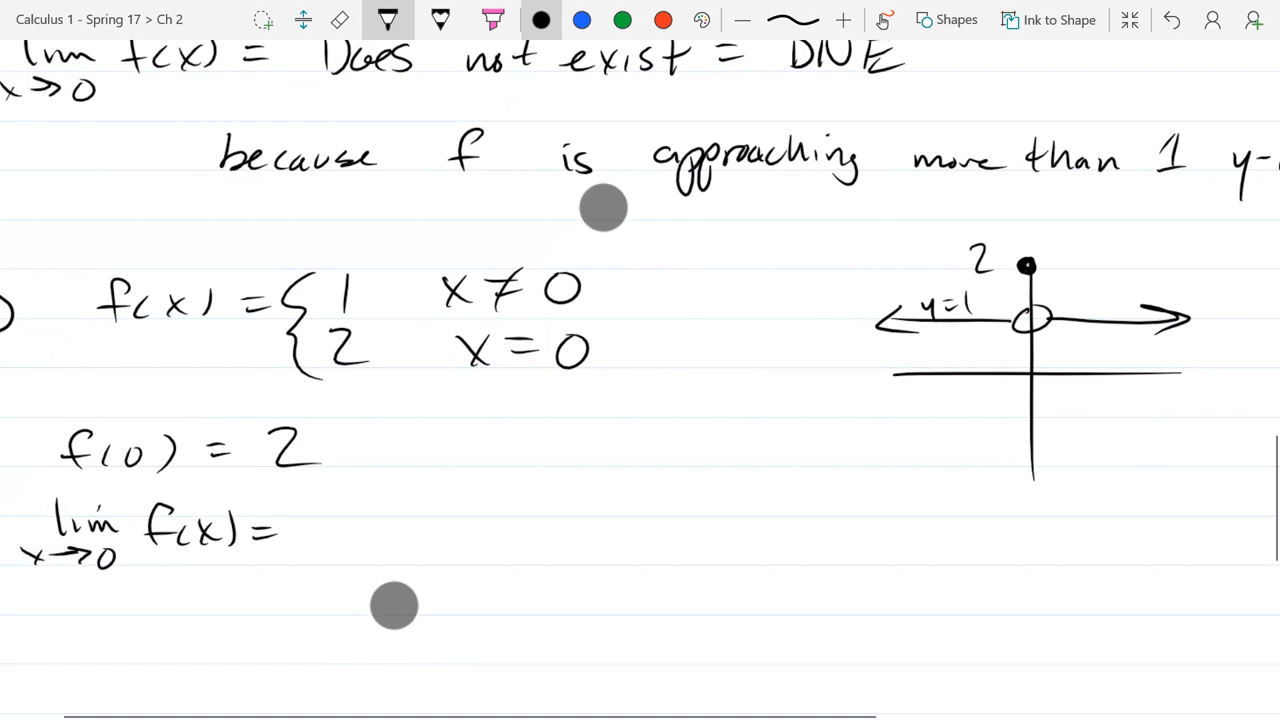 Calculus 1 - Spring 17 > Ch 2
Shapes
Ink to Shape
lim f(x) = Does not exist = DNE
x→0
because f is approaching more than 1 y-
f(x) = { 1 x ≠ 0
2 x = 0
2
y=1
f(0) = 2
lim f(x) =
x→0